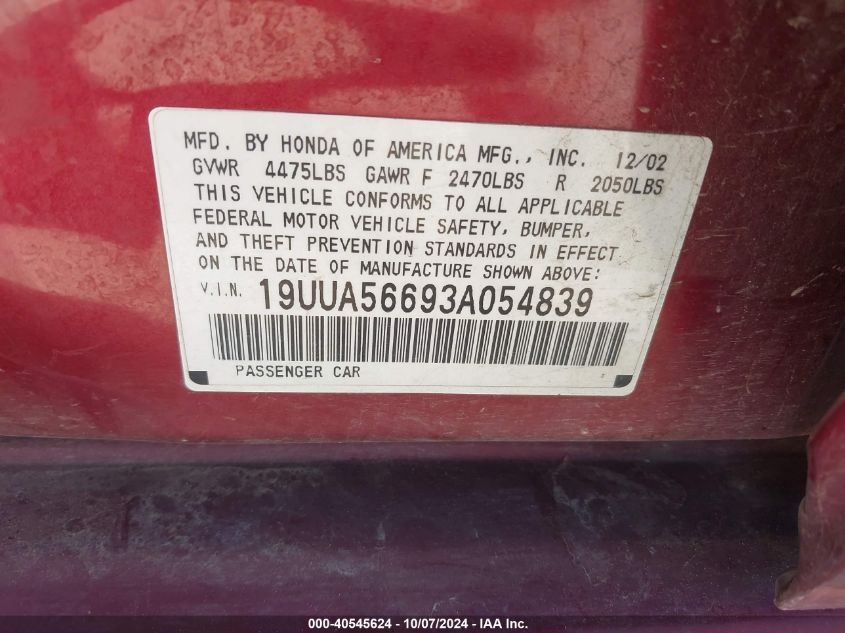 MFD. BY HONDA OF AMERICA MFG., INC. 12/02
GVWR 4475LBS GAWR F 2470LBS R 2050LBS
THIS VEHICLE CONFORMS TO ALL APPLICABLE
FEDERAL MOTOR VEHICLE SAFETY, BUMPER,
AND THEFT PREVENTION STANDARDS IN EFFECT
ON THE DATE OF MANUFACTURE SHOWN ABOVE:
V.I.N. 19UUA56693A054839
PASSENGER CAR
000-40545624 - 10/07/2024 - IAA Inc.